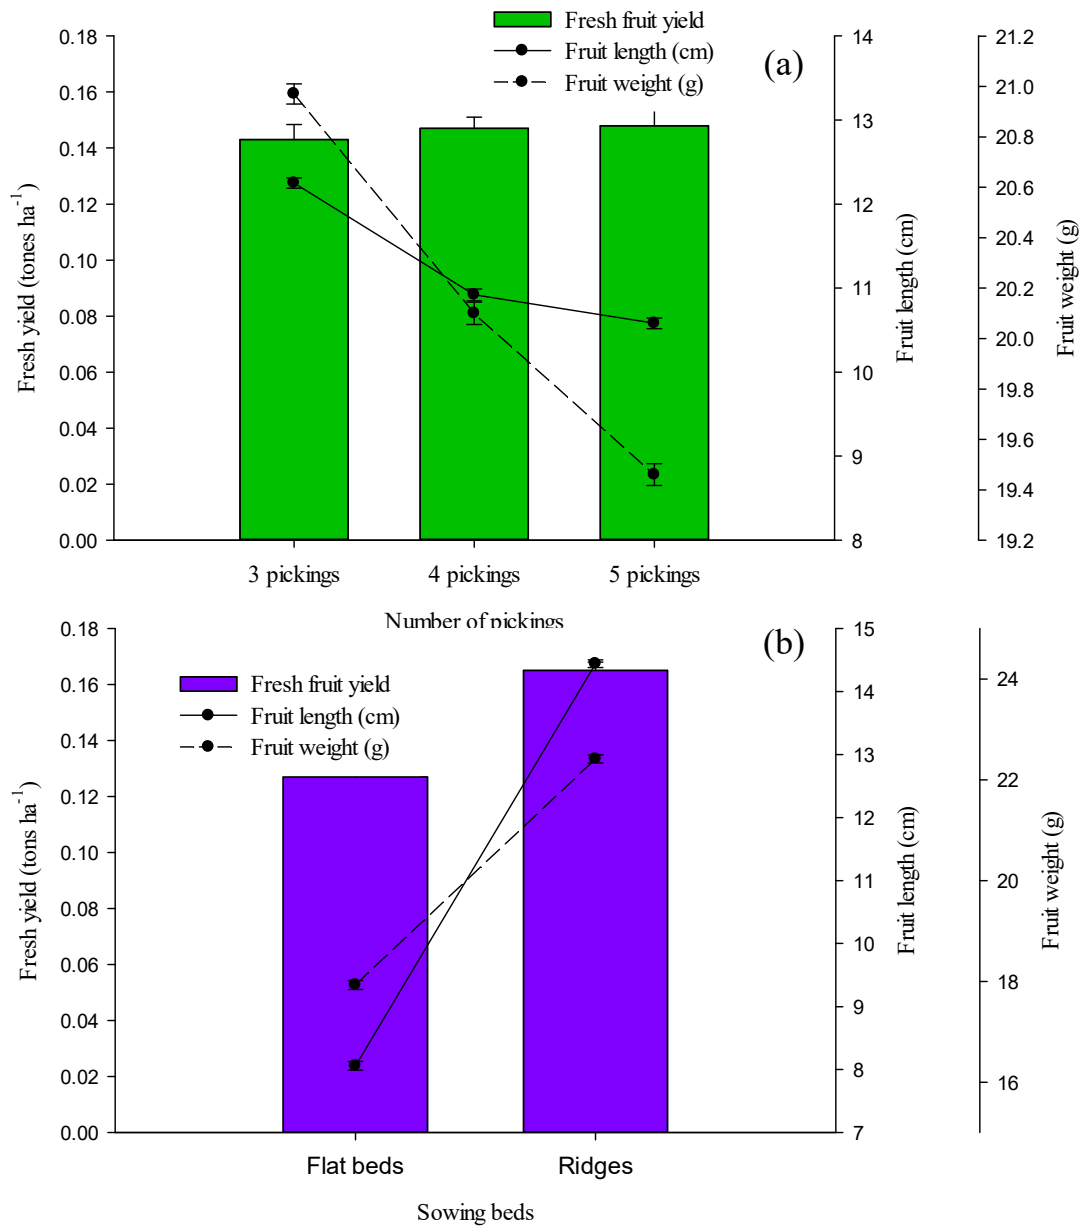 Fresh fruit yield
Fruit length (cm)
Fruit weight (g)
(a)
0.18
0.16
0.14
0.12
0.10
0.08
0.06
0.04
0.02
0.00
Fresh yield (tones ha-1)
14
13
12
11
10
9
8
Fruit length (cm)
21.2
21.0
20.8
20.6
20.4
20.2
20.0
19.8
19.6
19.4
19.2
Fruit weight (g)
3 pickings 4 pickings 5 pickings
Number of pickings
(b)
Fresh fruit yield
Fruit length (cm)
Fruit weight (g)
0.18
0.16
0.14
0.12
0.10
0.08
0.06
0.04
0.02
0.00
Fresh yield (tons ha-1)
15
14
13
12
11
10
9
8
7
Fruit length (cm)
24
22
20
18
16
Fruit weight (g)
Flat beds Ridges
Sowing beds